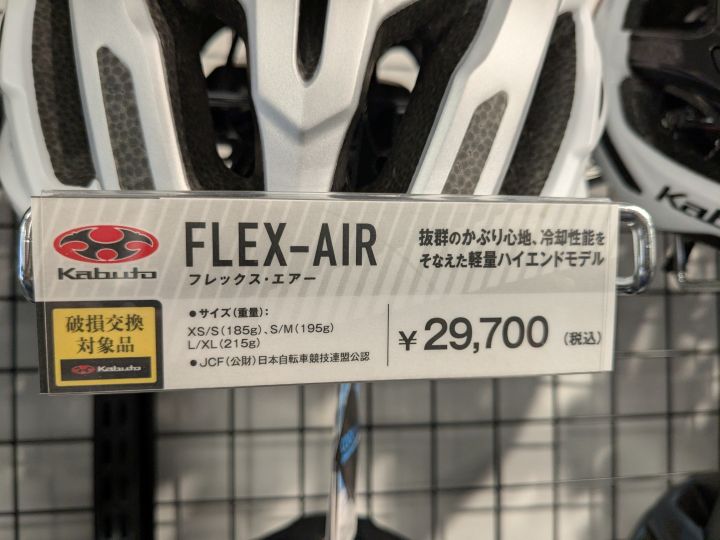 Kabuto
FLEX-AIR
フレックス・エアー
抜群のかぶり心地、冷却性能を
そなえた軽量ハイエンドモデル
破損交換
対象品
Kabuto
●サイズ(重量):
XS/S(185g)、S/M(195g)
L/XL(215g)
●JCF(公財)日本自転車競技連盟公認
¥29,700(税込)
Kabu